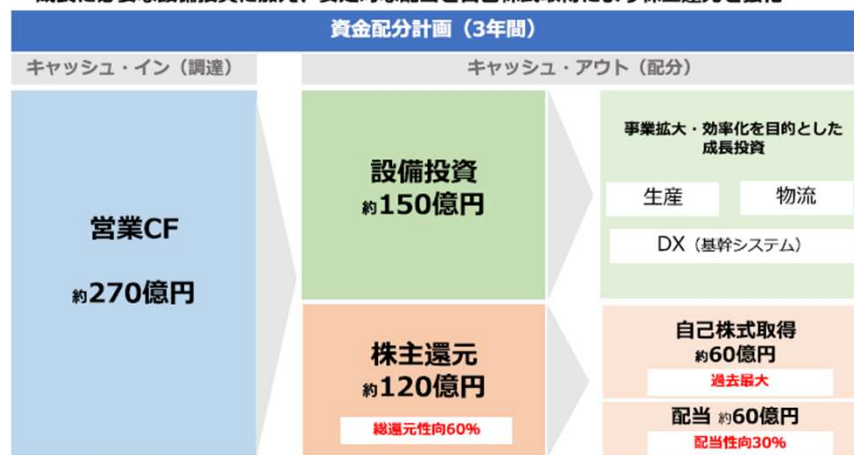 資金配分計画（3年間）
キャッシュ・イン（調達）
キャッシュ・アウト（配分）
営業CF
約270億円
設備投資
約150億円
事業拡大・効率化を目的とした
成長投資
生産
物流
DX（基幹システム）
株主還元
約120億円
総還元性向60%
自己株式取得
約60億円
過去最大
配当 約60億円
配当性向30%